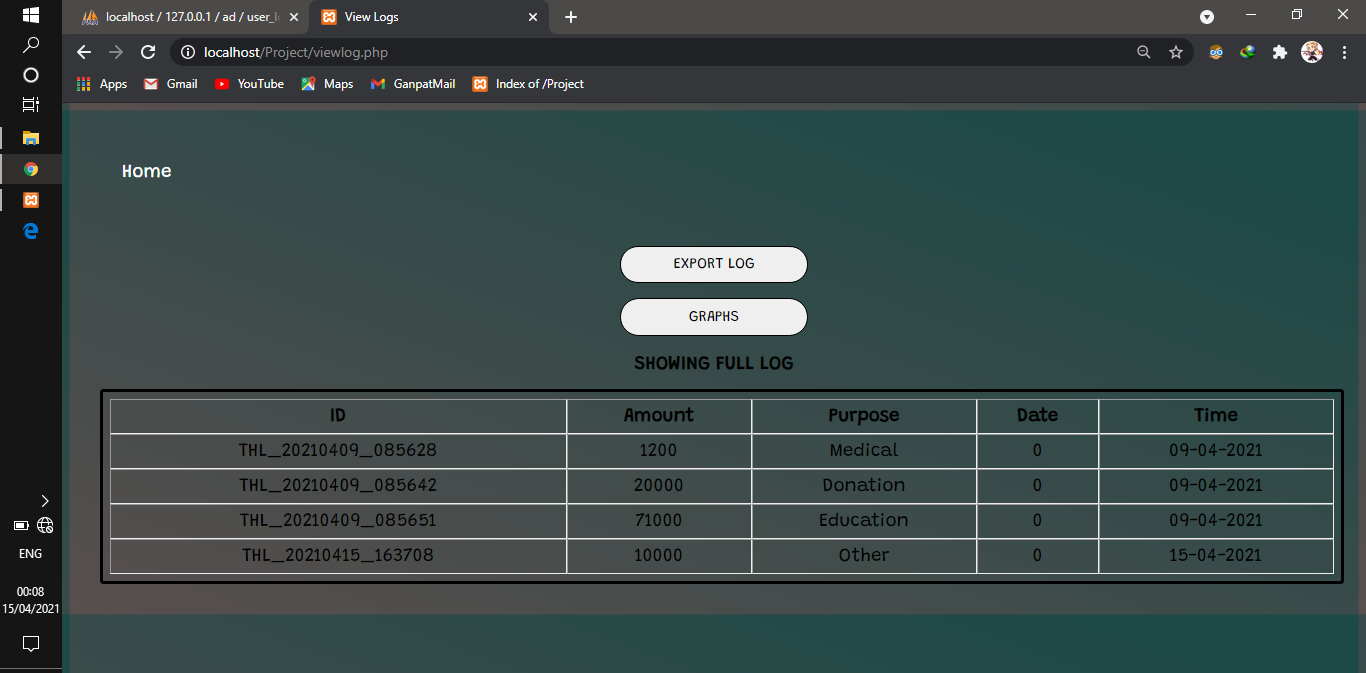 localhost / 127.0.0.1 / ad / user_l
View Logs
localhost/Project/viewlog.php
Apps Gmail YouTube Maps GanpatMail Index of /Project
Home
EXPORT LOG
GRAPHS
SHOWING FULL LOG
ID Amount Purpose Date Time
THL_20210409_085628 1200 Medical 0 09-04-2021
THL_20210409_085642 20000 Donation 0 09-04-2021
THL_20210409_085651 71000 Education 0 09-04-2021
THL_20210415_163708 10000 Other 0 15-04-2021
ENG
00:08
15/04/2021